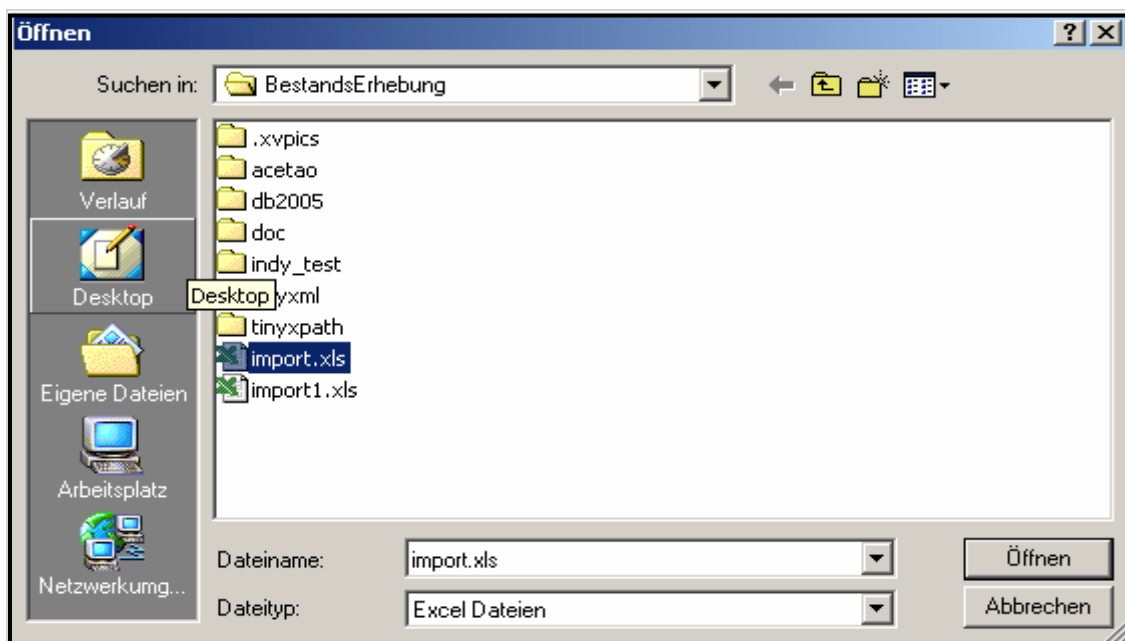 Öffnen
Suchen in:
BestandsErhebung
Verlauf
Desktop
Desktop
Eigene Dateien
Arbeitsplatz
Netzwerkumg...
.xvpics
acetao
db2005
doc
indy_test
yxml
tinyxpath
import.xls
import1.xls
Dateiname:
import.xls
Öffnen
Dateityp:
Excel Dateien
Abbrechen